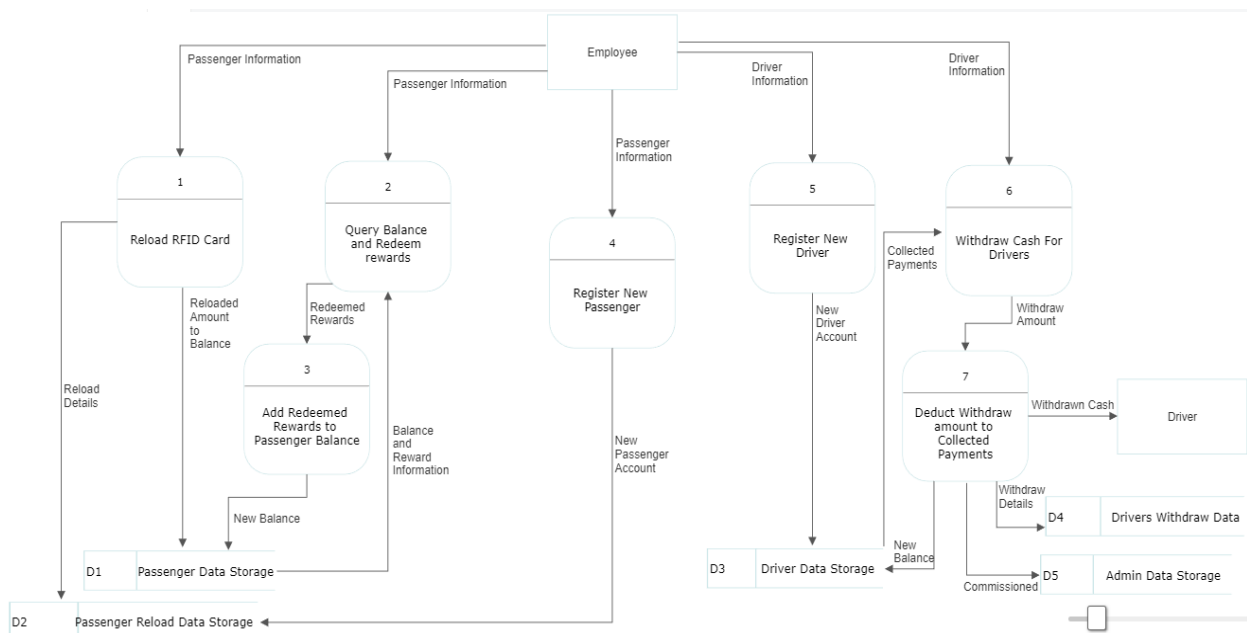 Employee
Passenger Information
Passenger Information
Passenger
Information
Driver
Information
Driver
Information
1
Reload RFID Card
2
Query Balance
and Redeem
rewards
4
Register New
Passenger
5
Register New
Driver
6
Withdraw Cash For
Drivers
Collected
Payments
Reloaded
Amount
to
Balance
Redeemed
Rewards
New
Driver
Account
Withdraw
Amount
3
Add Redeemed
Rewards to
Passenger Balance
7
Deduct Withdraw
amount to
Collected
Payments
Withdrawn Cash
Driver
Reload
Details
Balance
and
Reward
Information
New
Passenger
Account
New Balance
Withdraw
Details
D4
Drivers Withdraw Data
New
Balance
D1
Passenger Data Storage
D3
Driver Data Storage
Commissioned
D5
Admin Data Storage
D2
Passenger Reload Data Storage